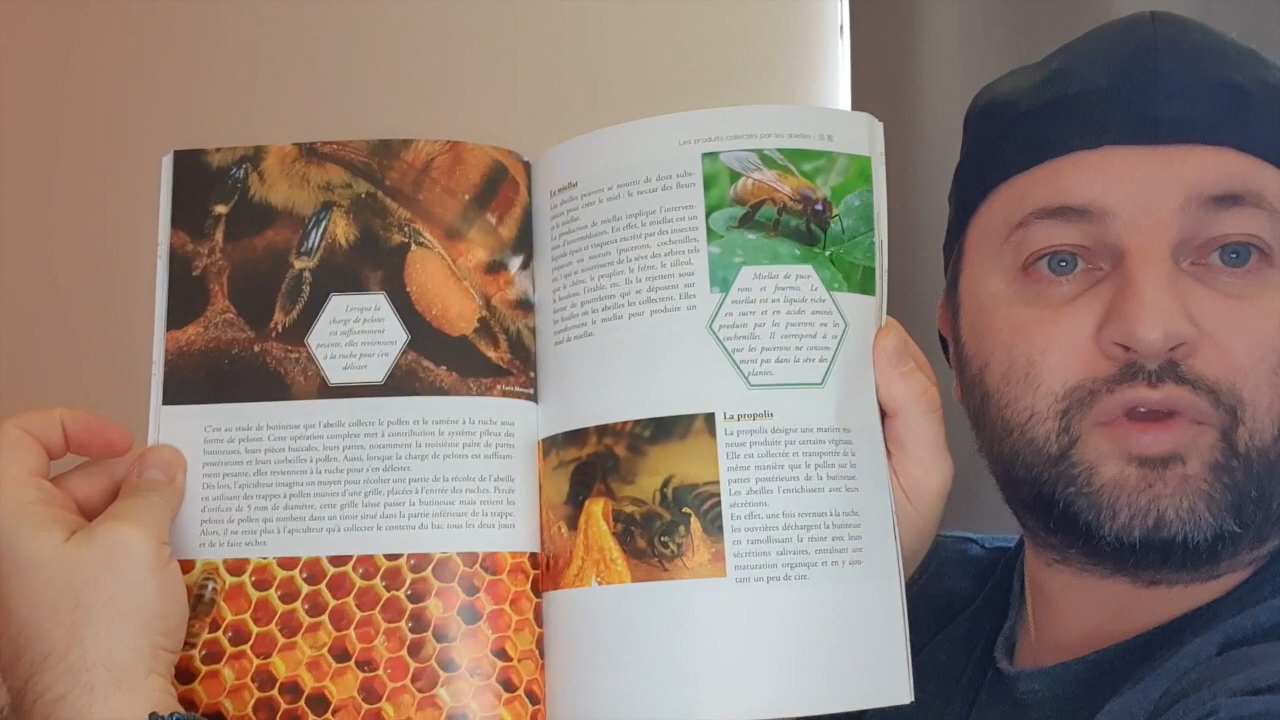 Lorsque la
charge de pelotes
est suffisamment
pesante, elles reviennent
à la ruche pour s'en
délester.
C'est au stade de butineuse que l'abeille collecte le pollen et le ramène à la ruche sous
forme de pelotes. Cette opération complexe met à contribution le système pileux des
butineuses, leurs pièces buccales, leurs pattes, notamment la troisième paire de pattes
postérieures et leurs corbeilles à pollen. Aussi, lorsque la charge de pelotes est suffisam-
ment pesante, elles reviennent à la ruche pour s'en délester.
Dès lors, l'apiculteur imagina un moyen pour récolter une partie de la récolte de l'abeille
en utilisant des trappes à pollen munies d'une grille, placées à l'entrée des ruches. Percée
d'orifices de 5 mm de diamètre, cette grille laisse passer la butineuse mais retient les
pelotes de pollen qui tombent dans un tiroir situé dans la partie inférieure de la trappe.
Alors, il ne reste plus à l'apiculteur qu'à collecter le contenu du bac tous les deux jours
et de le faire sécher.
Les produits collectés par les abeilles
Le miellat
Les abeilles peuvent se nourrir de deux subs-
tances pour créer le miel : le nectar des fleurs
et le miellat.
La production de miellat implique l'interven-
tion d'intermédiaires. En effet, le miellat est un
liquide épais et visqueux excrété par des insectes
piqueurs ou suceurs (pucerons, cochenilles,
etc.) qui se nourrissent de la sève des arbres tels
que le chêne, le peuplier, le frêne, le tilleul,
le bouleau, l'érable, etc. Ils la rejettent sous
forme de gouttelettes qui se déposent sur
les feuilles où les abeilles les collectent. Elles
transforment le miellat pour produire un
miel de miellat.
Miellat de puce-
rons et fourmis. Le
miellat est un liquide riche
en sucre et en acides aminés
produits par les pucerons ou les
cochenilles. Il correspond à ce
que les pucerons ne consom-
ment pas dans la sève des
plantes.
La propolis
La propolis désigne une matière rési-
neuse produite par certains végétaux.
Elle est collectée et transportée de la
même manière que le pollen sur les
pattes postérieures de la butineuse.
Les abeilles l'enrichissent avec leurs
sécrétions.
En effet, une fois revenues à la ruche,
les ouvrières déchargent la butineuse
en ramollissant la résine avec leurs
sécrétions salivaires, entraînant une
maturation organique et en y ajou-
tant un peu de cire.